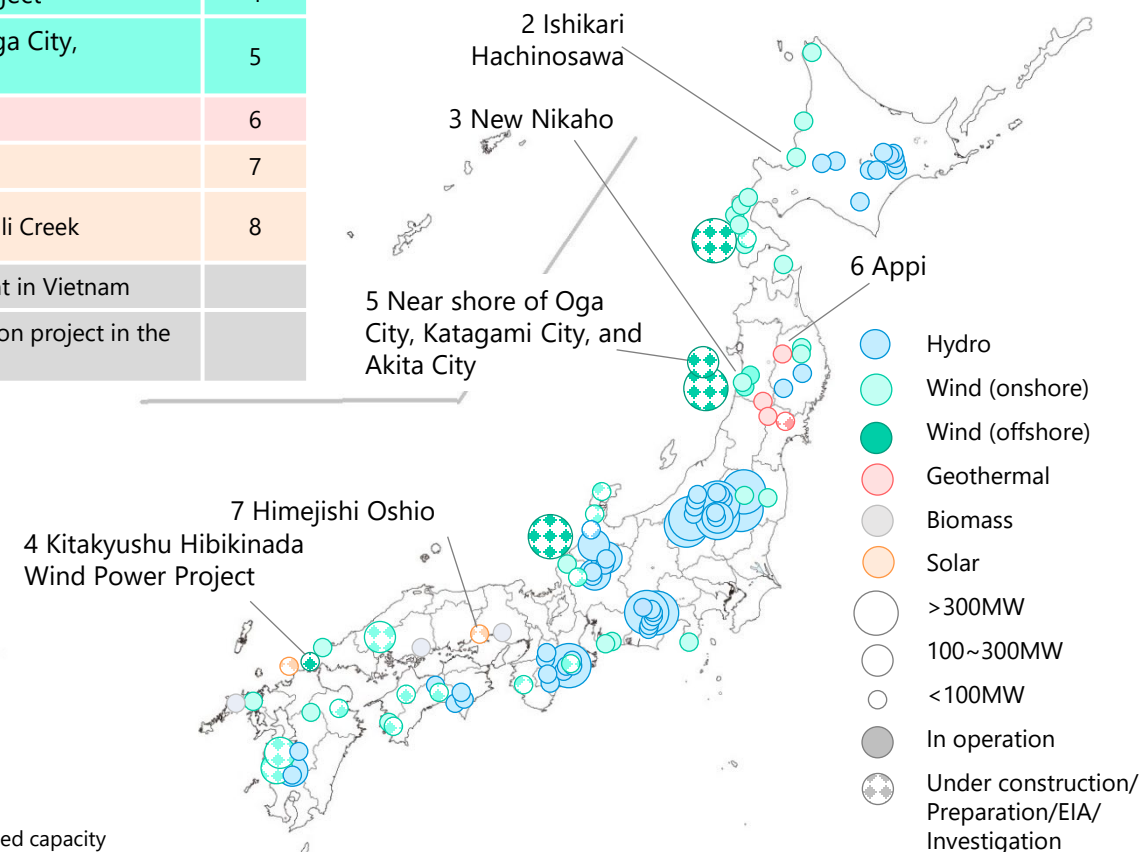 ject
ga City,
5
6
7
li Creek
8
t in Vietnam
on project in the
2 Ishikari
Hachinosawa
3 New Nikaho
6 Appi
5 Near shore of Oga
City, Katagami City, and
Akita City
7 Himejishi Oshio
4 Kitakyushu Hibikinada
Wind Power Project
Hydro
Wind (onshore)
Wind (offshore)
Geothermal
Biomass
Solar
>300MW
100~300MW
<100MW
In operation
Under construction/
Preparation/EIA/
Investigation
ed capacity